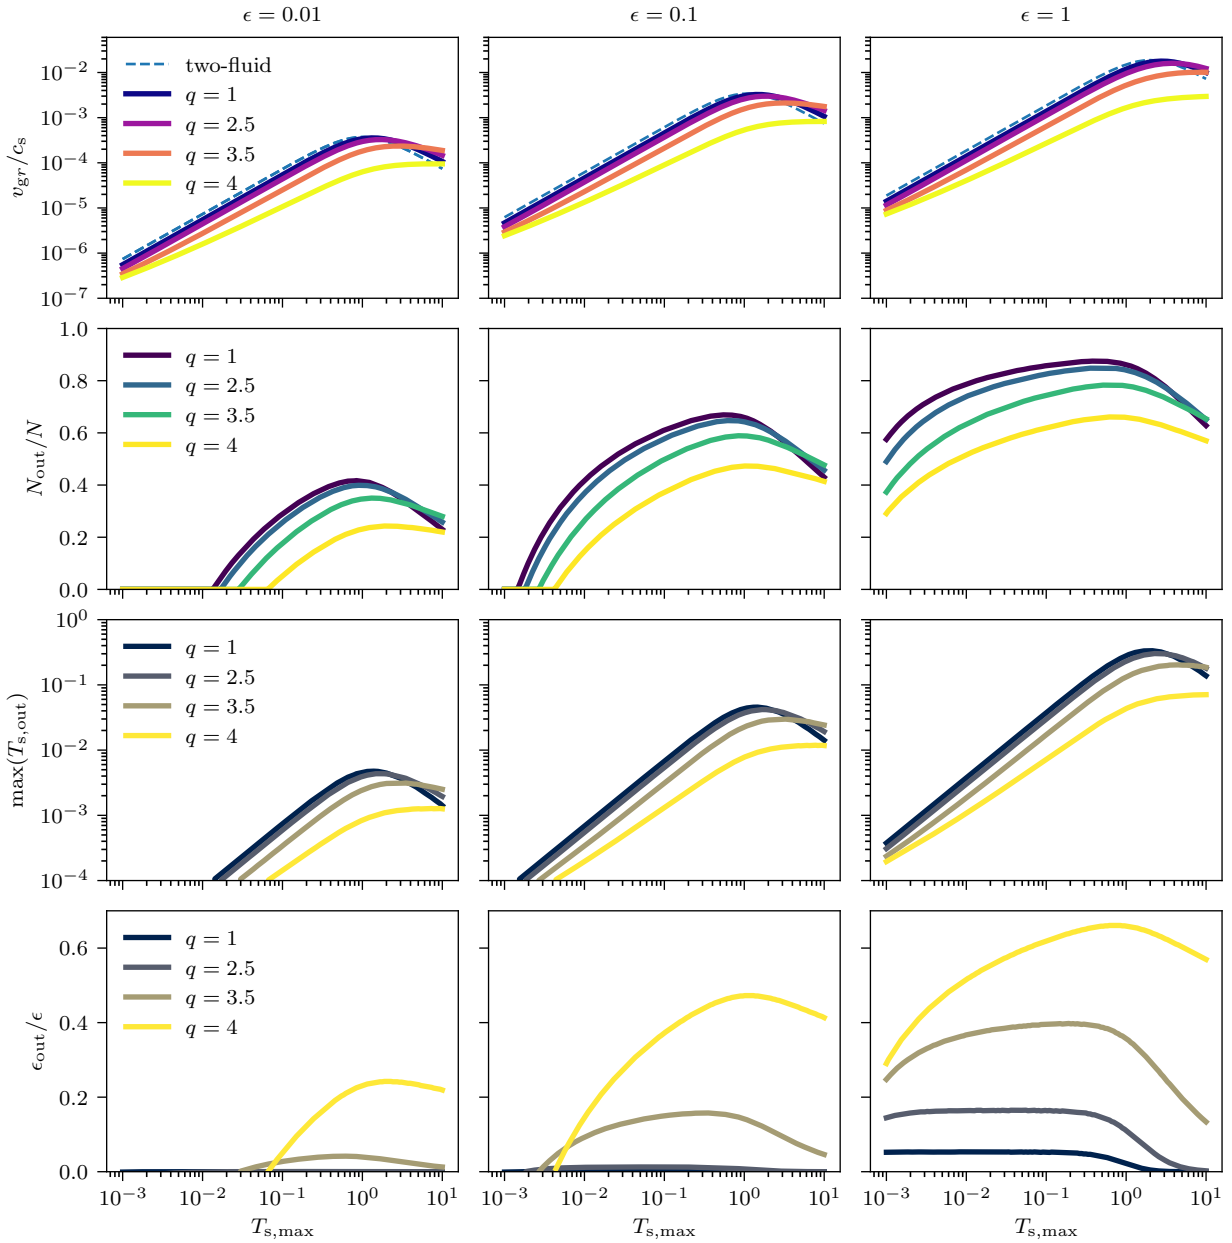 ϵ = 0.01
ϵ = 0.1
ϵ = 1
v_gr/c_s
10^−2
10^−3
10^−4
10^−5
10^−6
10^−7
two-fluid
q = 1
q = 2.5
q = 3.5
q = 4
N_out/N
1.0
0.8
0.6
0.4
0.2
0.0
q = 1
q = 2.5
q = 3.5
q = 4
max(T_s,out)
10^0
10^−1
10^−2
10^−3
10^−4
q = 1
q = 2.5
q = 3.5
q = 4
ϵ_out/ϵ
0.6
0.4
0.2
0.0
q = 1
q = 2.5
q = 3.5
q = 4
10^−3 10^−2 10^−1 10^0 10^1
10^−3 10^−2 10^−1 10^0 10^1
10^−3 10^−2 10^−1 10^0 10^1
T_s,max
T_s,max
T_s,max